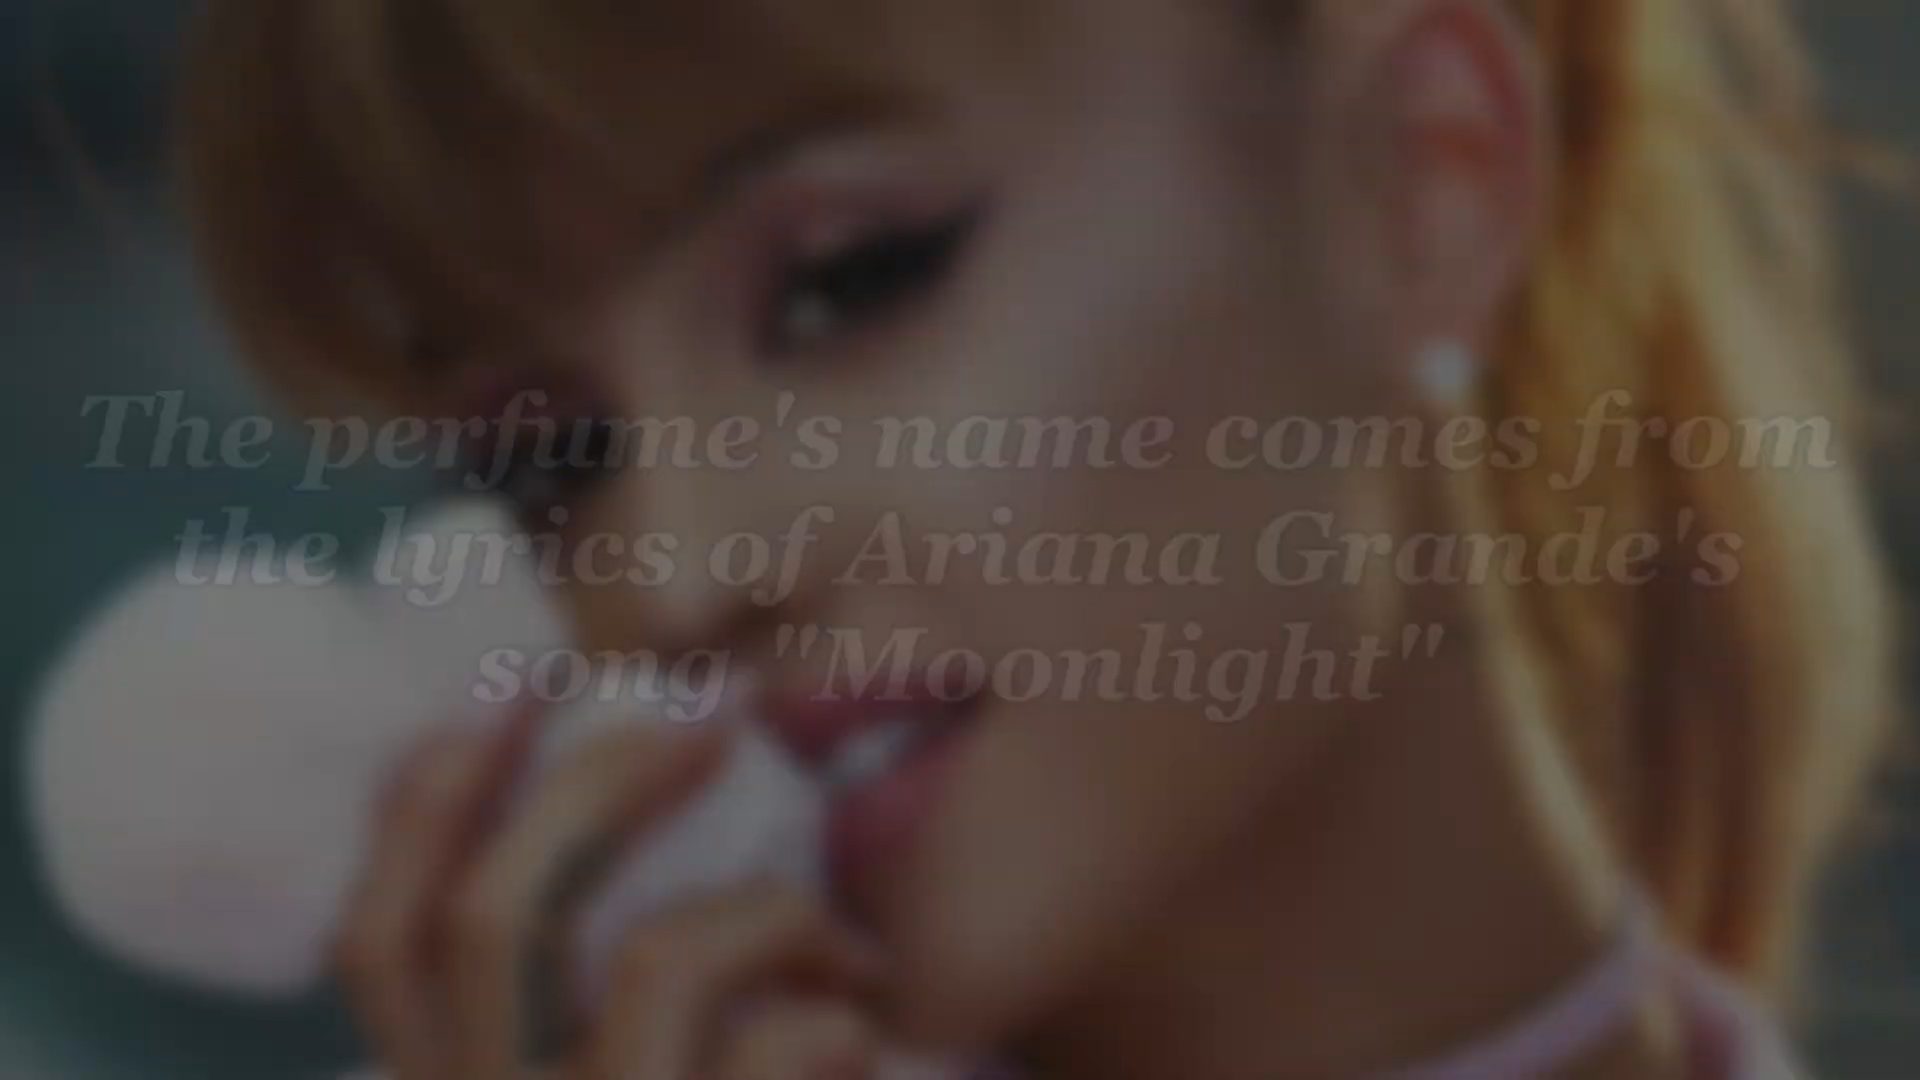 The perfume's name comes from
the lyrics of Ariana Grande's
song "Moonlight"